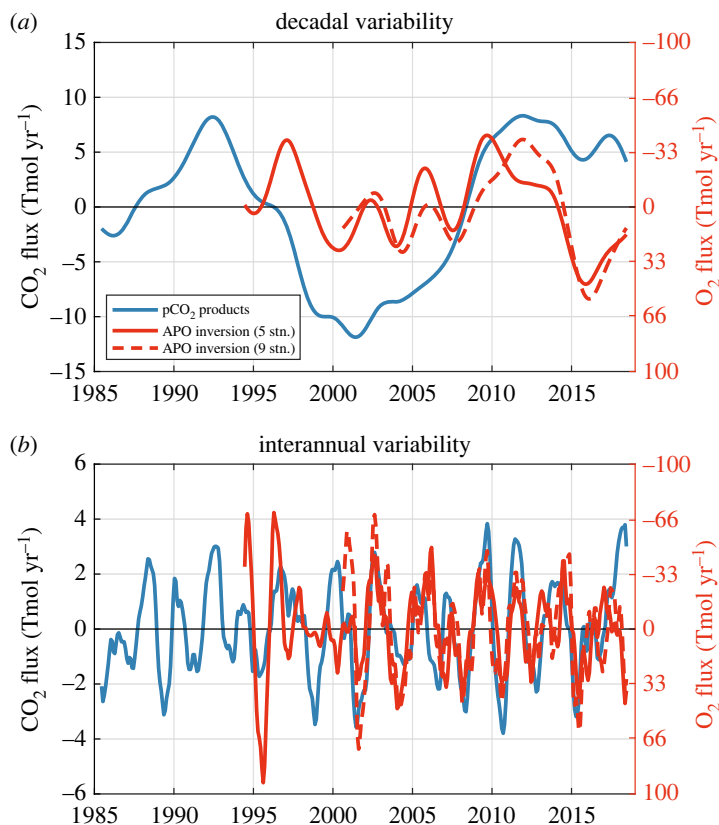 (a) decadal variability
15 –100
10 –66
5 –33
0 0
–5 33
–10 66
–15 100
CO2 flux (Tmol yr–1)
O2 flux (Tmol yr–1)
pCO2 products
APO inversion (5 stn.)
APO inversion (9 stn.)
1985 1990 1995 2000 2005 2010 2015
(b) interannual variability
6 –100
4 –66
2 –33
0 0
–2 33
–4 66
–6 100
CO2 flux (Tmol yr–1)
O2 flux (Tmol yr–1)
1985 1990 1995 2000 2005 2010 2015